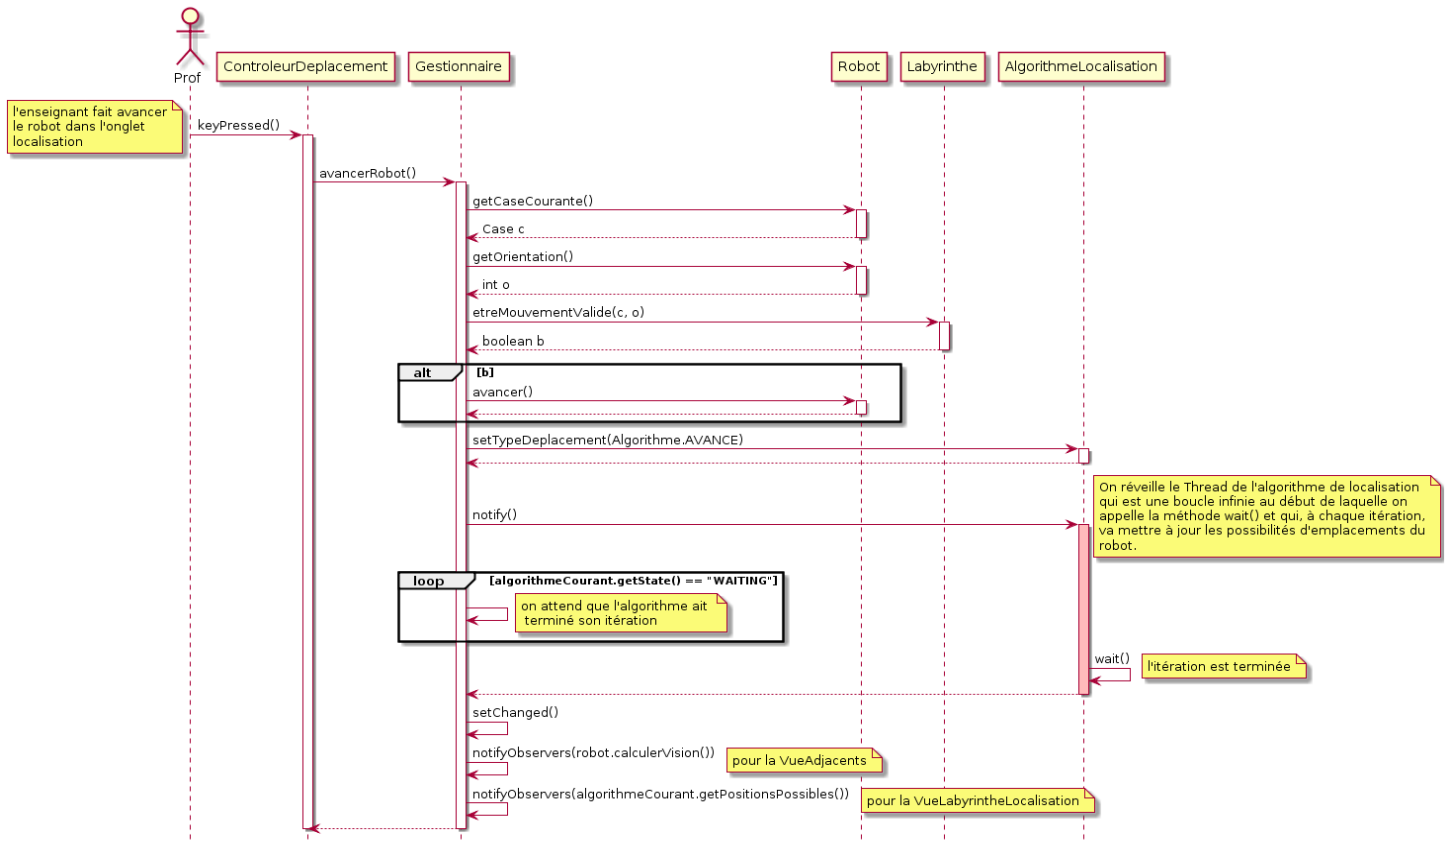 Prof
ControleurDeplacement
Gestionnaire
Robot
Labyrinthe
AlgorithmeLocalisation
l'enseignant fait avancer
le robot dans l'onglet
localisation
keyPressed()
avancerRobot()
getCaseCourante()
Case c
getOrientation()
int o
etreMouvementValide(c, o)
boolean b
alt
[b]
avancer()
setTypeDeplacement(Algorithme.AVANCE)
On réveille le Thread de l'algorithme de localisation
qui est une boucle infinie au début de laquelle on
appelle la méthode wait() et qui, à chaque itération,
va mettre à jour les possibilités d'emplacements du
robot.
notify()
loop
[algorithmeCourant.getState() == "WAITING"]
on attend que l'algorithme ait
terminé son itération
wait()
l'itération est terminée
setChanged()
notifyObservers(robot.calculerVision())
pour la VueAdjacents
notifyObservers(algorithmeCourant.getPositionsPossibles())
pour la VueLabyrintheLocalisation